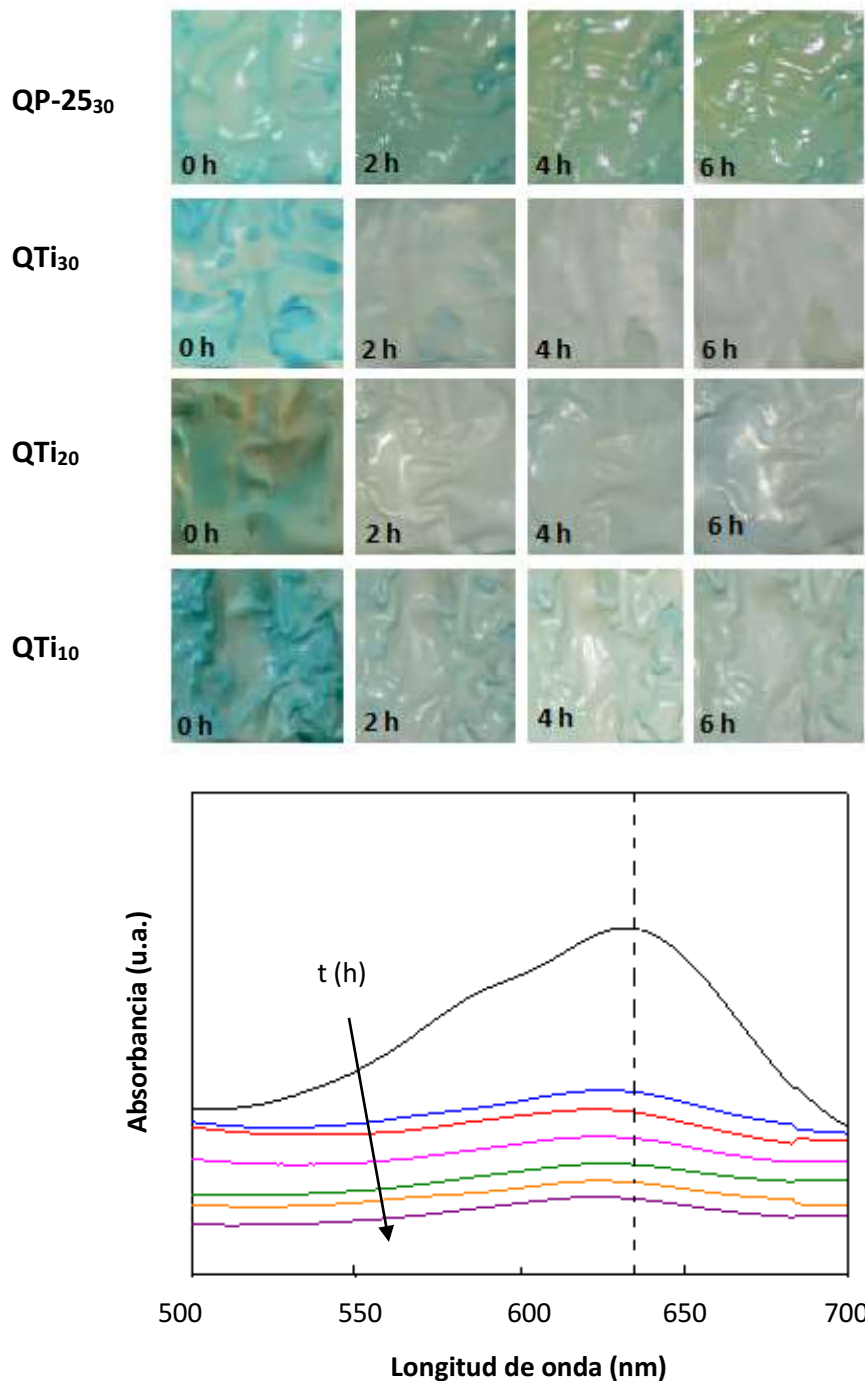 QP-25₃₀
0 h 2 h 4 h 6 h
QTi₃₀
0 h 2 h 4 h 6 h
QTi₂₀
0 h 2 h 4 h 6 h
QTi₁₀
0 h 2 h 4 h 6 h
Absorbancia (u.a.)
t (h)
500 550 600 650 700
Longitud de onda (nm)